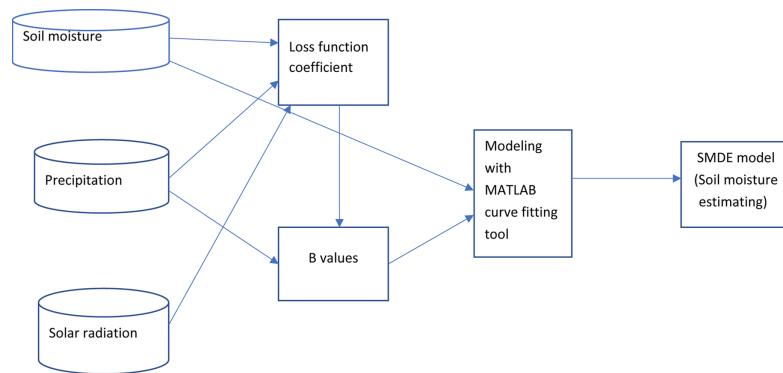 Soil moisture
Loss function
coefficient
Precipitation
Modeling
with
MATLAB
curve fitting
tool
SMDE model
(Soil moisture
estimating)
B values
Solar radiation